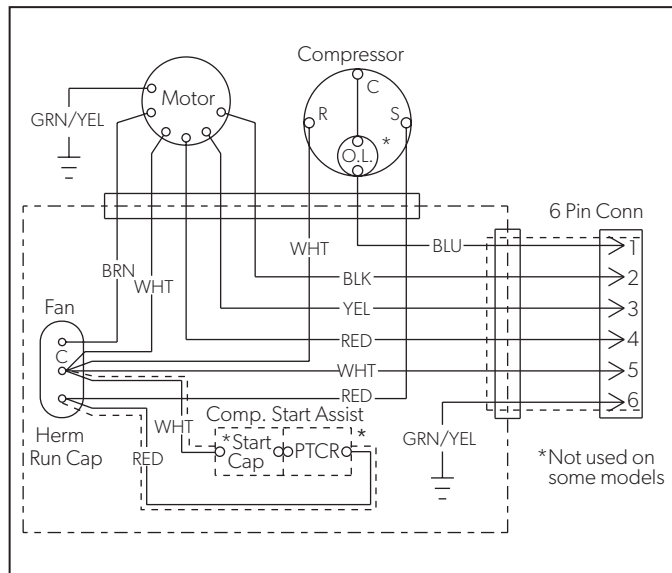 Compressor
Motor
C
R
S
*
O.L.
GRN/YEL
6 Pin Conn
WHT
BLU
1
BRN
WHT
BLK
2
YEL
3
Fan
RED
4
C
WHT
5
RED
6
Herm
Run Cap
WHT
RED
Comp. Start Assist
*Start
Cap
PTCR
*
GRN/YEL
*Not used on
some models